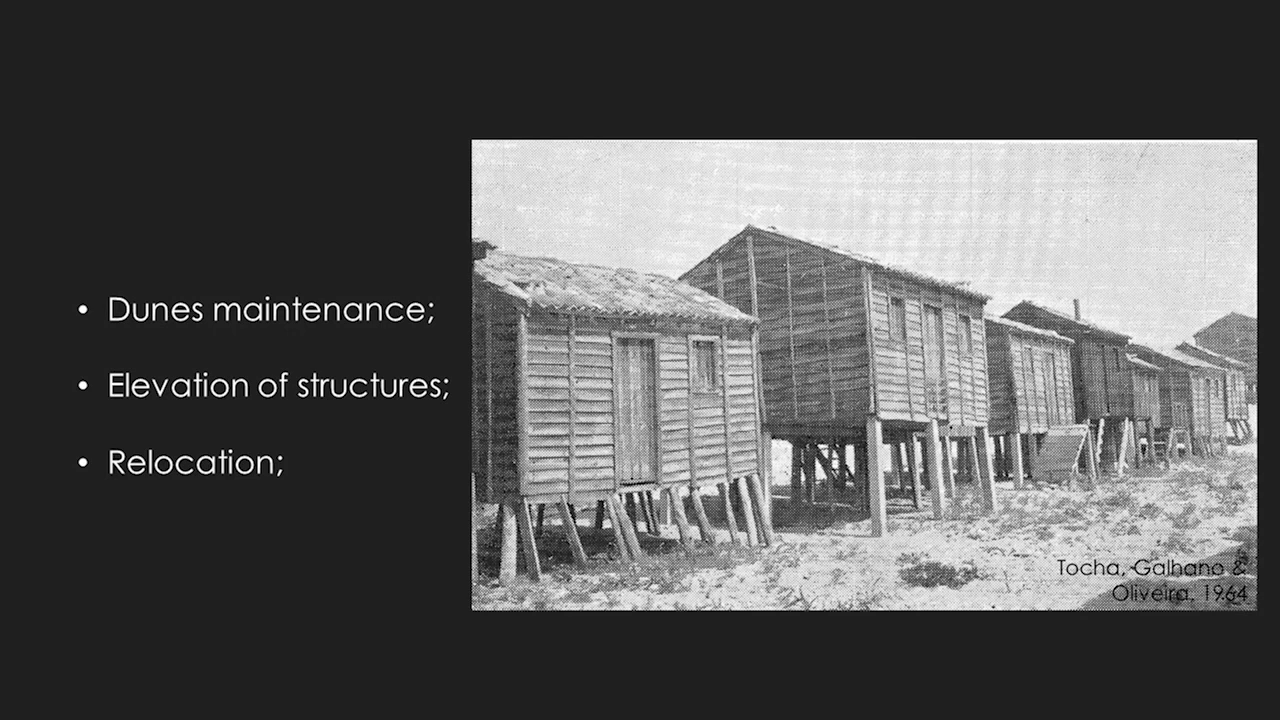 • Dunes maintenance;
• Elevation of structures;
• Relocation;
Tocha, Galhano &
Oliveira, 1964